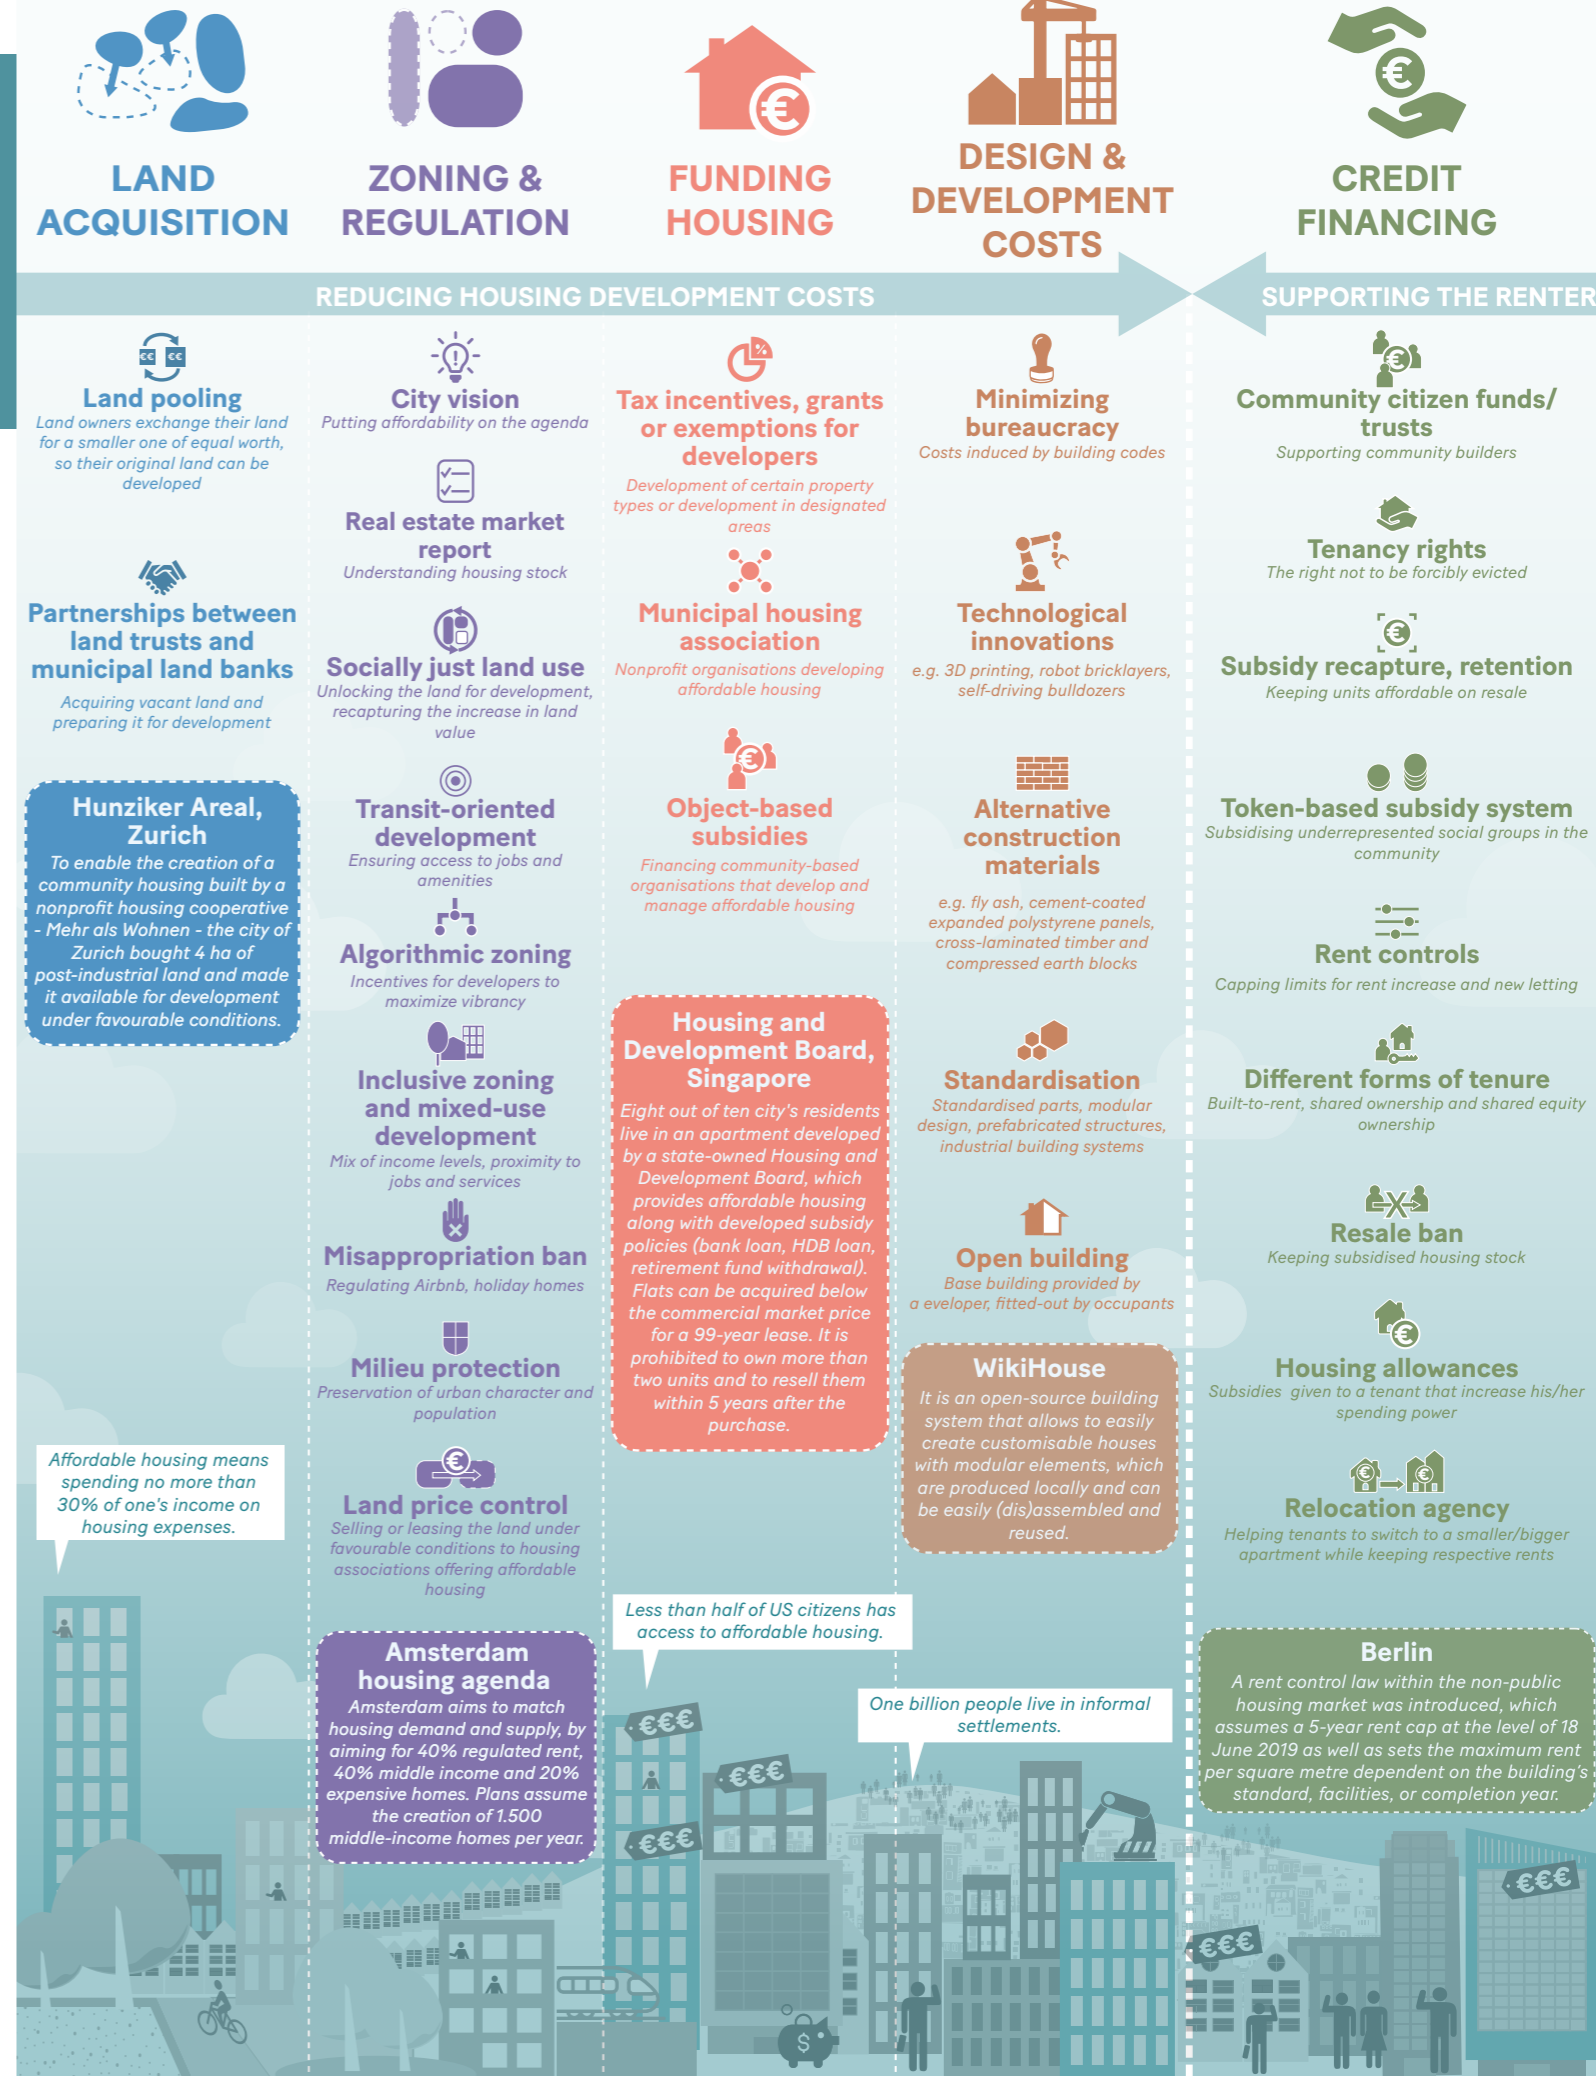 LAND
ACQUISITION
ZONING &
REGULATION
FUNDING
HOUSING
DESIGN &
DEVELOPMENT
COSTS
CREDIT
FINANCING
REDUCING HOUSING DEVELOPMENT COSTS
SUPPORTING THE RENTER
€€ €€
Land pooling
Land owners exchange their land
for a smaller one of equal worth,
so their original land can be
developed
Partnerships between
land trusts and
municipal land banks
Acquiring vacant land and
preparing it for development
Hunziker Areal,
Zurich
To enable the creation of a
community housing built by a
nonprofit housing cooperative
- Mehr als Wohnen - the city of
Zurich bought 4 ha of
post-industrial land and made
it available for development
under favourable conditions.
Affordable housing means
spending no more than
30% of one's income on
housing expenses.
City vision
Putting affordability on the agenda
Real estate market
report
Understanding housing stock
Socially just land use
Unlocking the land for development,
recapturing the increase in land
value
Transit-oriented
development
Ensuring access to jobs and
amenities
Algorithmic zoning
Incentives for developers to
maximize vibrancy
Inclusive zoning
and mixed-use
development
Mix of income levels, proximity to
jobs and services
Misappropriation ban
Regulating Airbnb, holiday homes
Milieu protection
Preservation of urban character and
population
€
Land price control
Selling or leasing the land under
favourable conditions to housing
associations offering affordable
housing
Amsterdam
housing agenda
Amsterdam aims to match
housing demand and supply, by
aiming for 40% regulated rent,
40% middle income and 20%
expensive homes. Plans assume
the creation of 1.500
middle-income homes per year.
€
%
Tax incentives, grants
or exemptions for
developers
Development of certain property
types or development in designated
areas
Municipal housing
association
Nonprofit organisations developing
affordable housing
€
Object-based
subsidies
Financing community-based
organisations that develop and
manage affordable housing
Housing and
Development Board,
Singapore
Eight out of ten city's residents
live in an apartment developed
by a state-owned Housing and
Development Board, which
provides affordable housing
along with developed subsidy
policies (bank loan, HDB loan,
retirement fund withdrawal).
Flats can be acquired below
the commercial market price
for a 99-year lease. It is
prohibited to own more than
two units and to resell them
within 5 years after the
purchase.
Less than half of US citizens has
access to affordable housing.
€€€
€€€
€€€
$
Minimizing
bureaucracy
Costs induced by building codes
Technological
innovations
e.g. 3D printing, robot bricklayers,
self-driving bulldozers
Alternative
construction
materials
e.g. fly ash, cement-coated
expanded polystyrene panels,
cross-laminated timber and
compressed earth blocks
Standardisation
Standardised parts, modular
design, prefabricated structures,
industrial building systems
Open building
Base building provided by
a eveloper, fitted-out by occupants
WikiHouse
It is an open-source building
system that allows to easily
create customisable houses
with modular elements, which
are produced locally and can
be easily (dis)assembled and
reused.
One billion people live in informal
settlements.
€
€
Community citizen funds/
trusts
Supporting community builders
Tenancy rights
The right not to be forcibly evicted
€
Subsidy recapture, retention
Keeping units affordable on resale
Token-based subsidy system
Subsidising underrepresented social groups in the
community
Rent controls
Capping limits for rent increase and new letting
Different forms of tenure
Built-to-rent, shared ownership and shared equity
ownership
Resale ban
Keeping subsidised housing stock
€
Housing allowances
Subsidies given to a tenant that increase his/her
spending power
€ €
Relocation agency
Helping tenants to switch to a smaller/bigger
apartment while keeping respective rents
Berlin
A rent control law within the non-public
housing market was introduced, which
assumes a 5-year rent cap at the level of 18
June 2019 as well as sets the maximum rent
per square metre dependent on the building's
standard, facilities, or completion year.
€€€
€€€